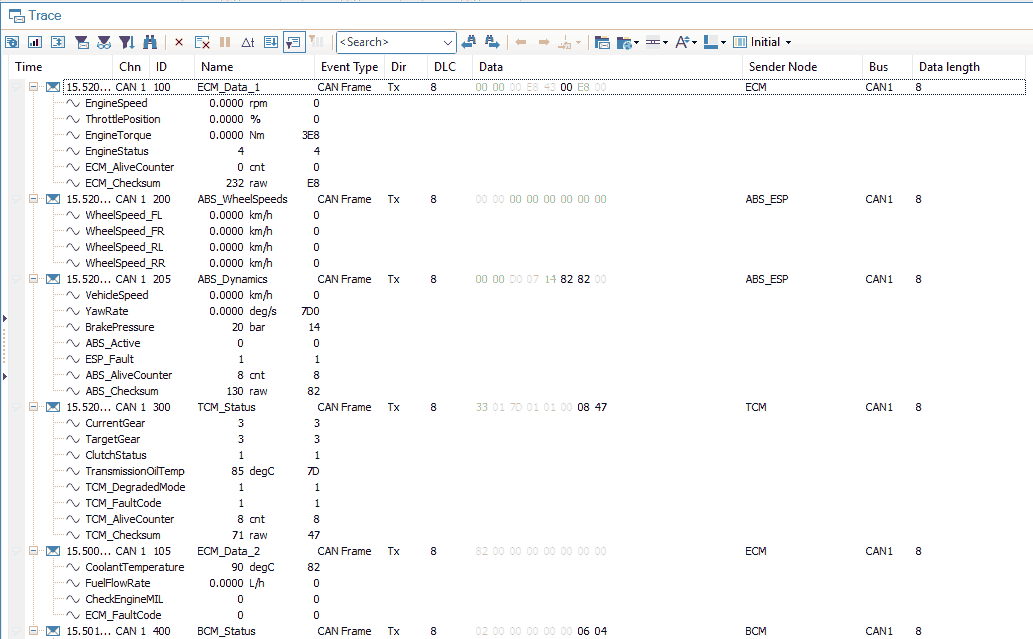 Trace
<Search>
Initial
Time Chn ID Name Event Type Dir DLC Data Sender Node Bus Data length
15.520... CAN 1 100 ECM_Data_1 CAN Frame Tx 8 00 00 00 E8 43 00 E8 00 ECM CAN1 8
EngineSpeed 0.0000 rpm 0
ThrottlePosition 0.0000 % 0
EngineTorque 0.0000 Nm 3E8
EngineStatus 4 4
ECM_AliveCounter 0 cnt 0
ECM_Checksum 232 raw E8
15.520... CAN 1 200 ABS_WheelSpeeds CAN Frame Tx 8 00 00 00 00 00 00 00 00 ABS_ESP CAN1 8
WheelSpeed_FL 0.0000 km/h 0
WheelSpeed_FR 0.0000 km/h 0
WheelSpeed_RL 0.0000 km/h 0
WheelSpeed_RR 0.0000 km/h 0
15.520... CAN 1 205 ABS_Dynamics CAN Frame Tx 8 00 00 D0 07 14 82 82 00 ABS_ESP CAN1 8
VehicleSpeed 0.0000 km/h 0
YawRate 0.0000 deg/s 7D0
BrakePressure 20 bar 14
ABS_Active 0 0
ESP_Fault 1 1
ABS_AliveCounter 8 cnt 8
ABS_Checksum 130 raw 82
15.520... CAN 1 300 TCM_Status CAN Frame Tx 8 33 01 7D 01 01 00 08 47 TCM CAN1 8
CurrentGear 3 3
TargetGear 3 3
ClutchStatus 1 1
TransmissionOilTemp 85 degC 7D
TCM_DegradedMode 1 1
TCM_FaultCode 1 1
TCM_AliveCounter 8 cnt 8
TCM_Checksum 71 raw 47
15.500... CAN 1 105 ECM_Data_2 CAN Frame Tx 8 82 00 00 00 00 00 00 00 ECM CAN1 8
CoolantTemperature 90 degC 82
FuelFlowRate 0.0000 L/h 0
CheckEngineMIL 0 0
ECM_FaultCode 0 0
15.501... CAN 1 400 BCM_Status CAN Frame Tx 8 02 00 00 00 00 00 06 04 BCM CAN1 8